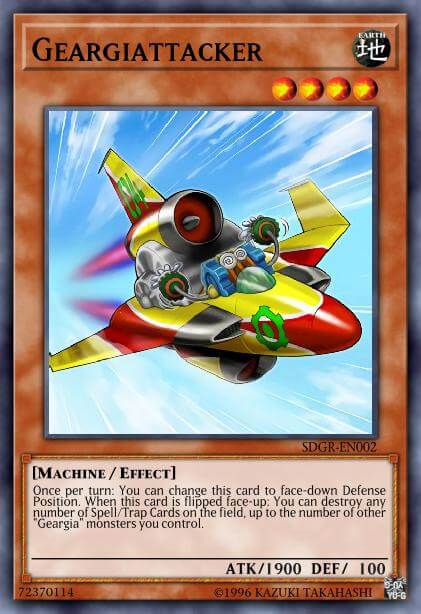 Geargiattacker
EARTH
地
SDGR-EN002
[Machine / Effect]
Once per turn: You can change this card to face-down Defense
Position. When this card is flipped face-up: You can destroy any
number of Spell/Trap Cards on the field, up to the number of other
"Geargia" monsters you control.
ATK/1900 DEF/ 100
72370114
©1996 KAZUKI TAKAHASHI